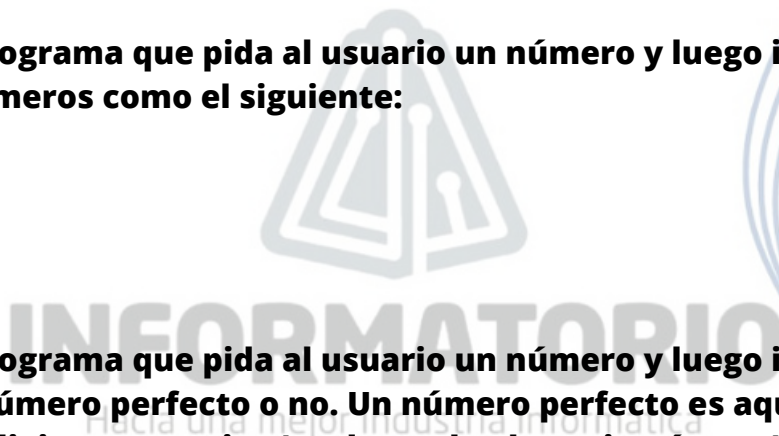 ograma que pida al usuario un número y luego i
meros como el siguiente:
INFORMATORIO
ograma que pida al usuario un número y luego i
úmero perfecto o no. Un número perfecto es aqu
Hacia una mejor industria informática